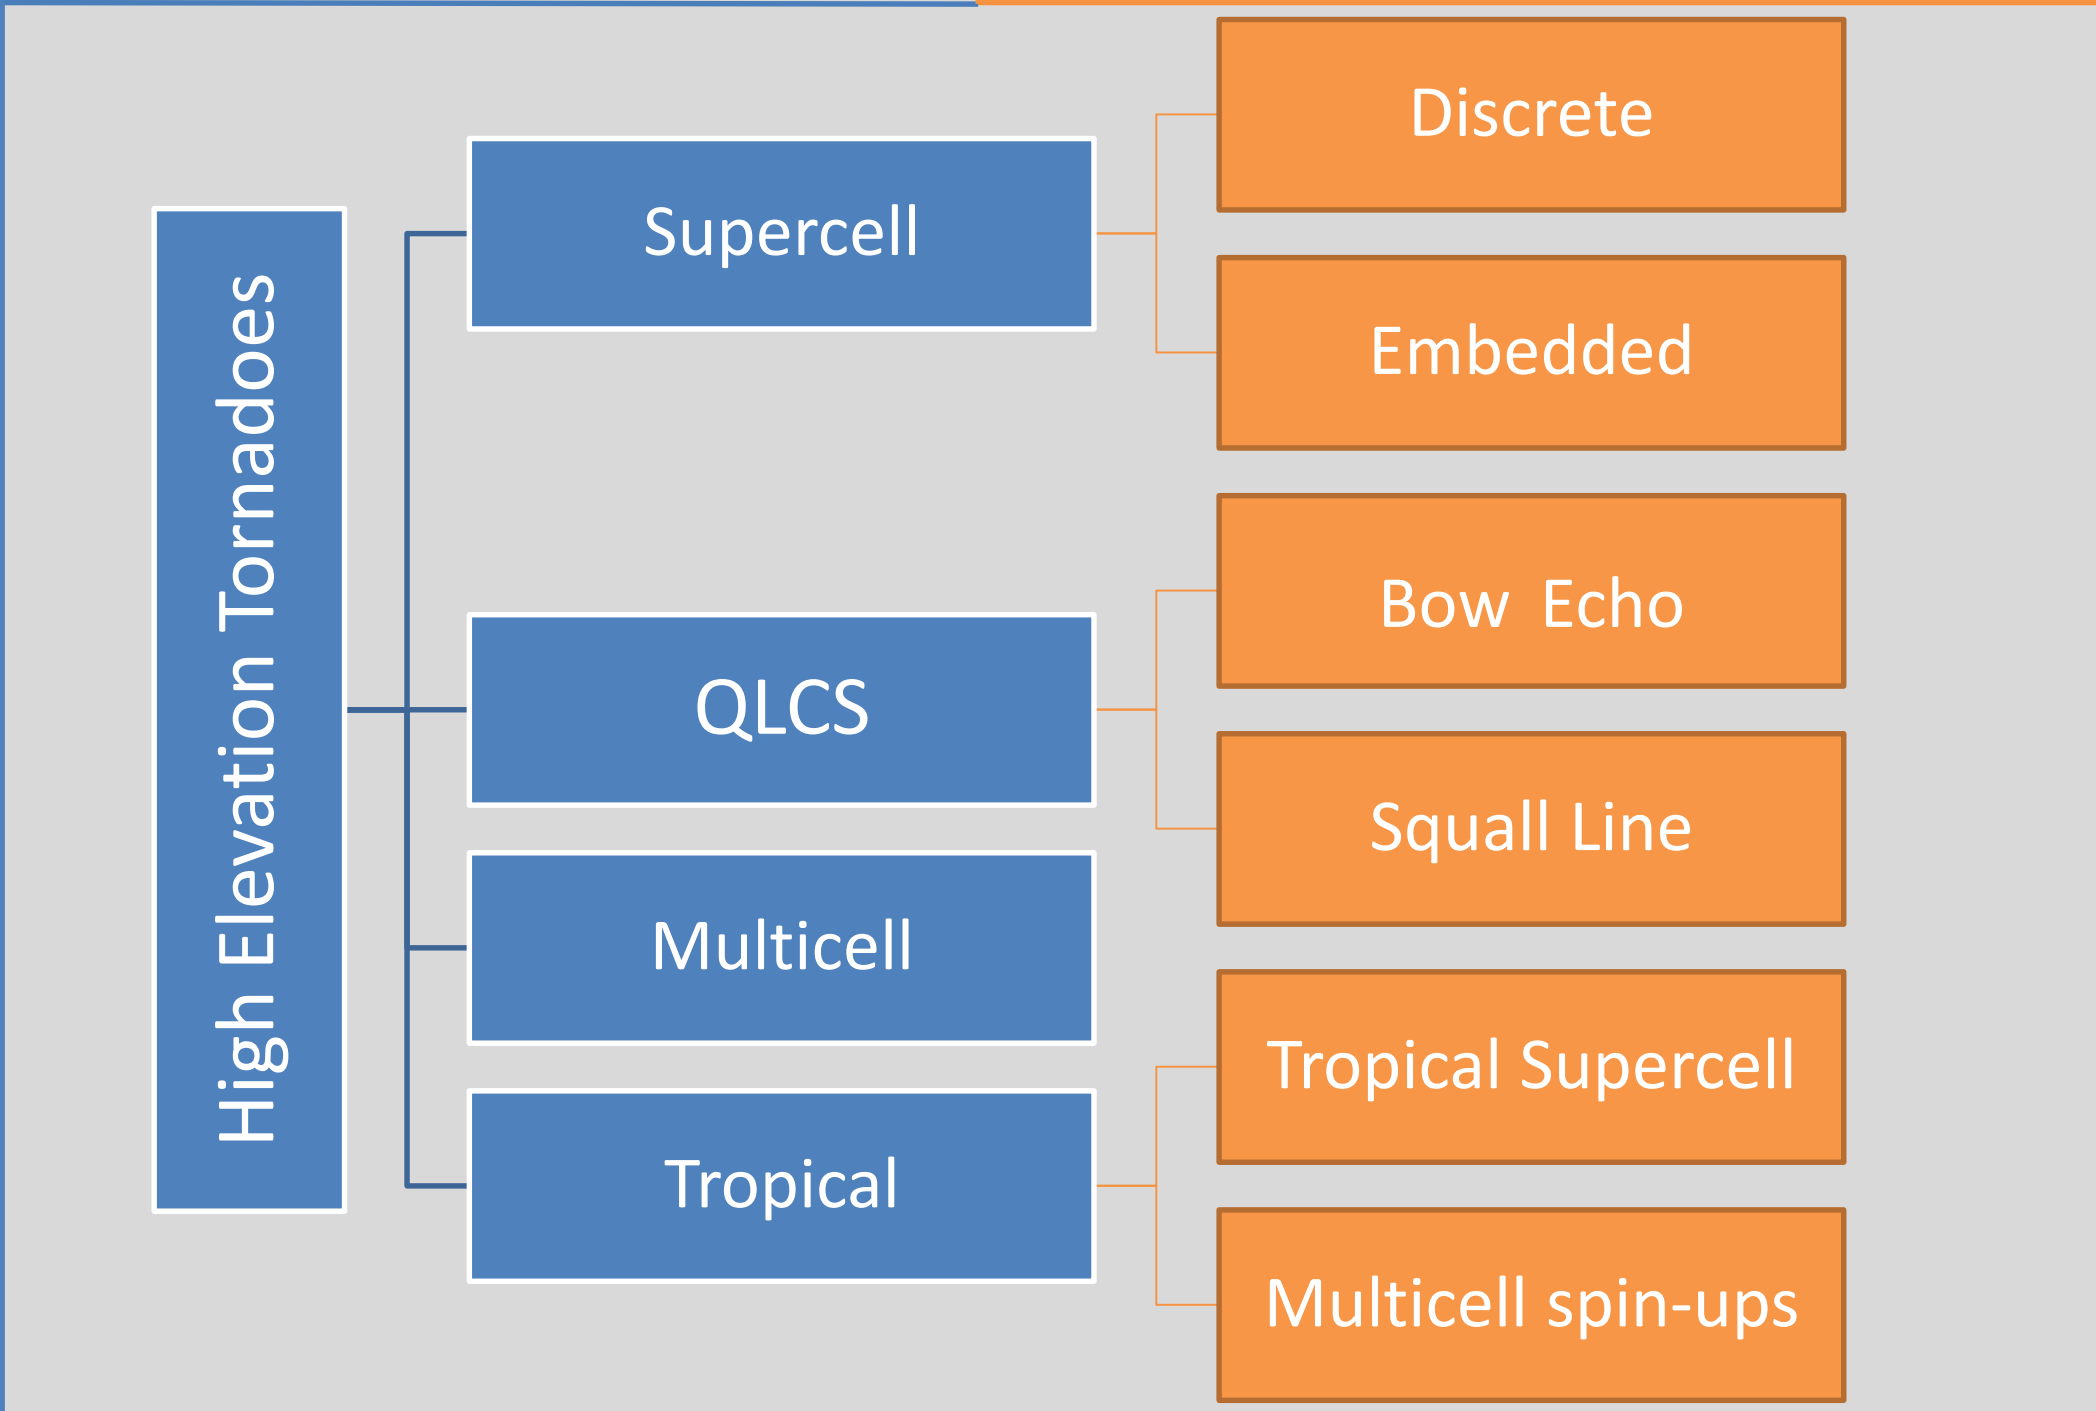 High Elevation Tornadoes
Supercell
Discrete
Embedded
QLCS
Bow Echo
Squall Line
Multicell
Tropical
Tropical Supercell
Multicell spin-ups